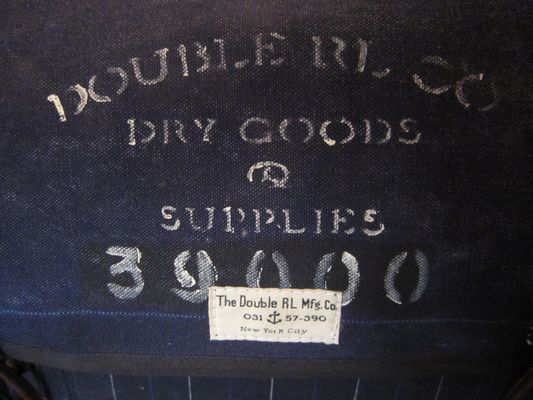 DOUBLE RL CO
DRY GOODS
&
SUPPLIES
39000
The Double RL Mfg. Co.
031 57-390
New York City